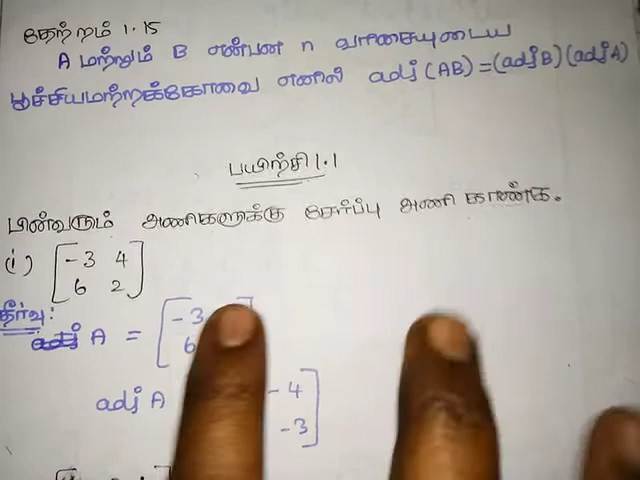 தேற்றம் 1.15
A மற்றும் B என்பன n வரிசையுடைய
பூச்சியமற்றக்கோவை எனில் adj (AB) = (adj B) (adj A)
பயிற்சி 1.1
பின்வரும் அணிகளுக்கு சேர்ப்பு அணி காண்க.
(i) [-3 4
6 2]
தீர்வு:
A = [-3
6
adj A -4
-3]